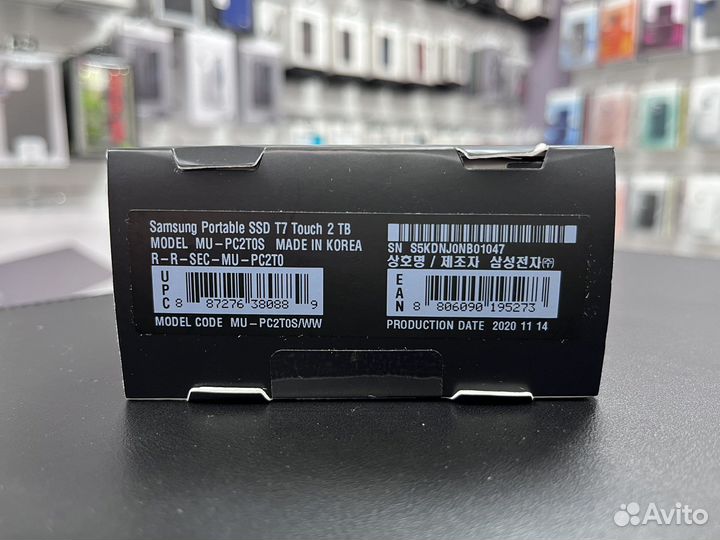 Samsung Portable SSD T7 Touch 2 TB
MODEL MU-PC2T0S MADE IN KOREA
R-R-SEC-MU-PC2T0
UPC
8 87276 38088 9
MODEL CODE MU-PC2T0S/WW
SN S5KDNJ0NB01047
상호명 / 제조자 삼성전자㈜
EAN
8 806090 195273
PRODUCTION DATE 2020 11 14
Avito